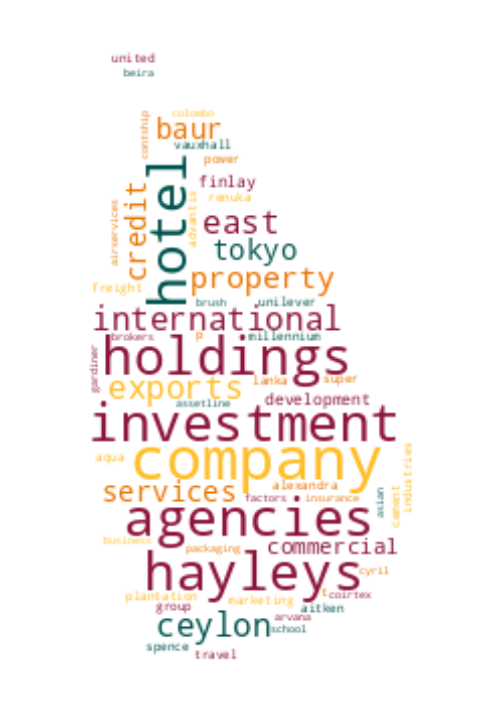 united
beira
colombo
contship
baur
vauxhall
power
hotel
finlay
credit
renuka
advantis
airservices
east
tokyo
property
freight
brush
unilever
international
brokers
p
millennium
holdings
gardiner
exports
lanka
super
assetline
development
investment
company
aqua
industries
services
alexandra
factors
insurance
asian
cement
agencies
business
packaging
commercial
hayleys
cyril
plantation
t
coirtex
group
marketing
aitken
arvana
ceylon
school
spence
travel